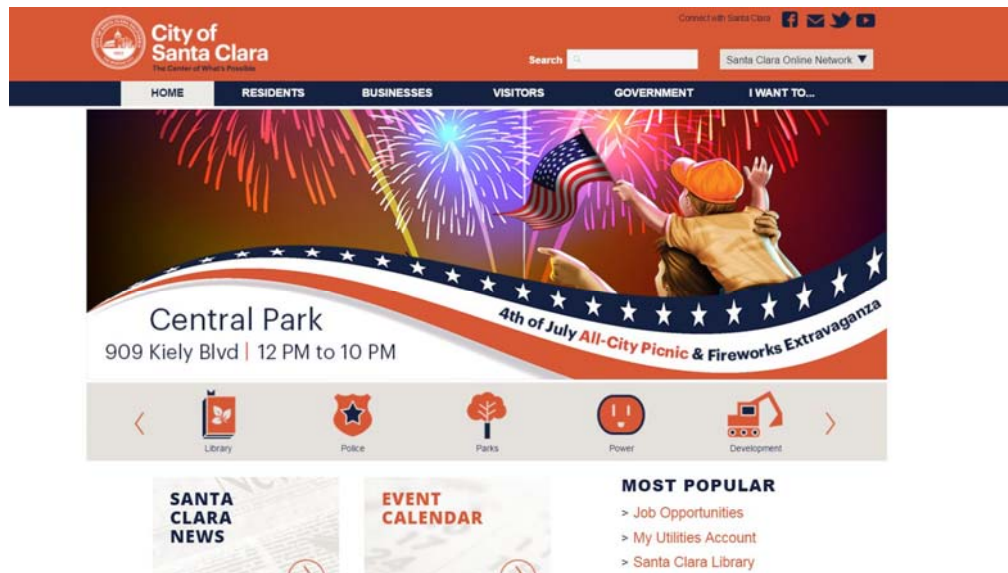 Connect with Santa Clara
City of
Santa Clara
The Center of What's Possible
Search
Santa Clara Online Network ▼
HOME
RESIDENTS
BUSINESSES
VISITORS
GOVERNMENT
I WANT TO...
Central Park
909 Kiely Blvd | 12 PM to 10 PM
4th of July All-City Picnic & Fireworks Extravaganza
Library
Police
Parks
Power
Development
SANTA
CLARA
NEWS
EVENT
CALENDAR
MOST POPULAR
> Job Opportunities
> My Utilities Account
> Santa Clara Library